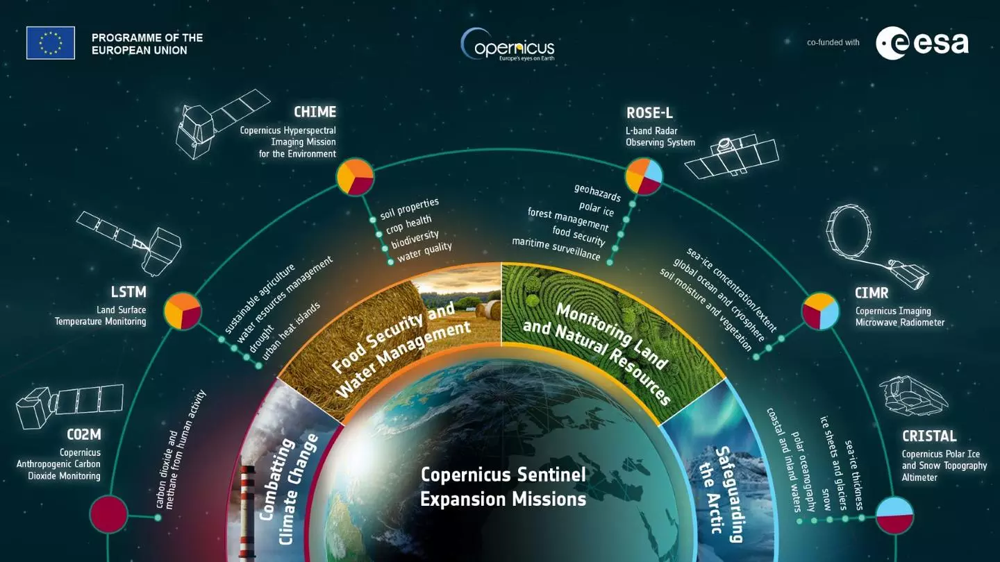 PROGRAMME OF THE
EUROPEAN UNION
Copernicus
Europe's eyes on Earth
co-funded with
esa
CHIME
Copernicus Hyperspectral
Imaging Mission
for the Environment
soil properties
crop health
biodiversity
water quality
ROSE-L
L-band Radar
Observing System
geohazards
polar ice
forest management
food security
maritime surveillance
LSTM
Land Surface
Temperature Monitoring
sustainable agriculture
water resources management
drought
urban heat islands
CIMR
Copernicus Imaging
Microwave Radiometer
sea-ice concentration/extent
global ocean and cryosphere
soil moisture and vegetation
CO2M
Copernicus
Anthropogenic Carbon
Dioxide Monitoring
carbon dioxide and
methane from human activity
CRISTAL
Copernicus Polar Ice
and Snow Topography
Altimeter
sea-ice thickness
ice sheets and glaciers
snow
polar oceanography
coastal and inland waters
Combatting
Climate Change
Food Security and
Water Management
Monitoring Land
and Natural Resources
Safeguarding
the Arctic
Copernicus Sentinel
Expansion Missions